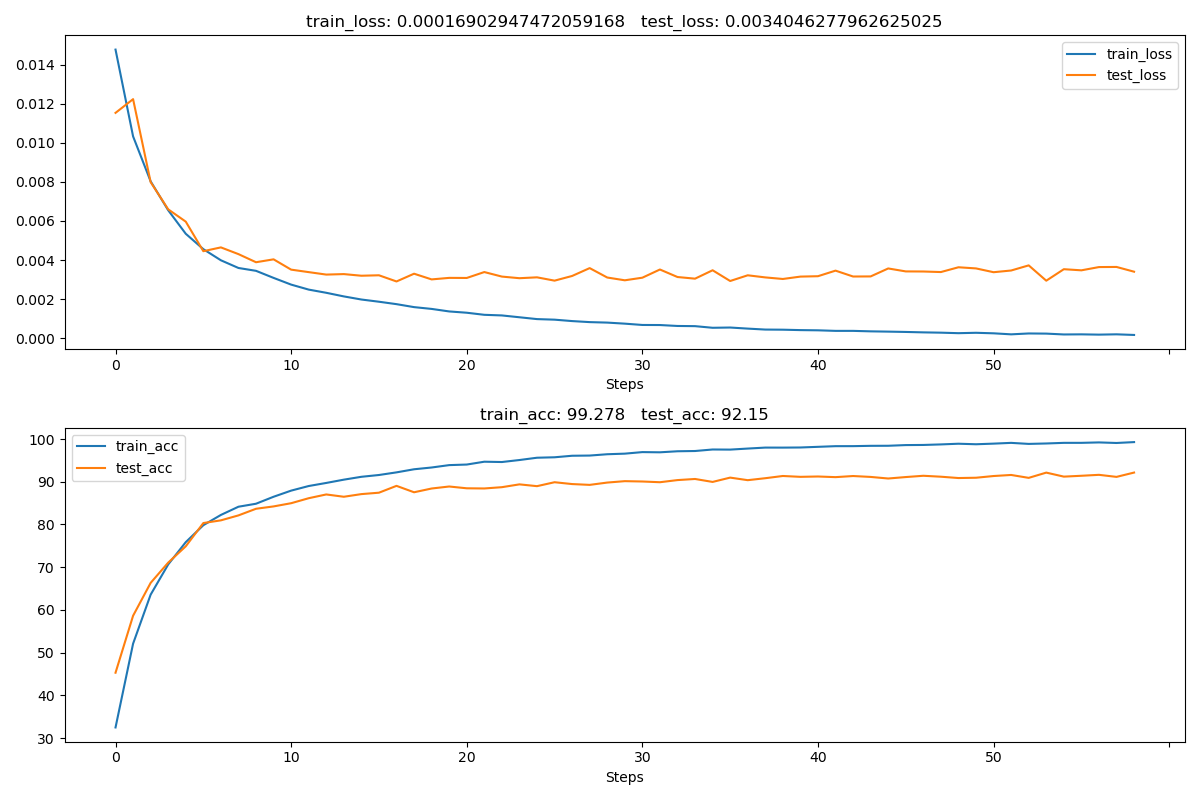 train_loss: 0.00016902947472059168   test_loss: 0.0034046277962625025
train_loss
test_loss
0.014
0.012
0.010
0.008
0.006
0.004
0.002
0.000
0 10 20 30 40 50
Steps
train_acc: 99.278   test_acc: 92.15
train_acc
test_acc
100
90
80
70
60
50
40
30
0 10 20 30 40 50
Steps